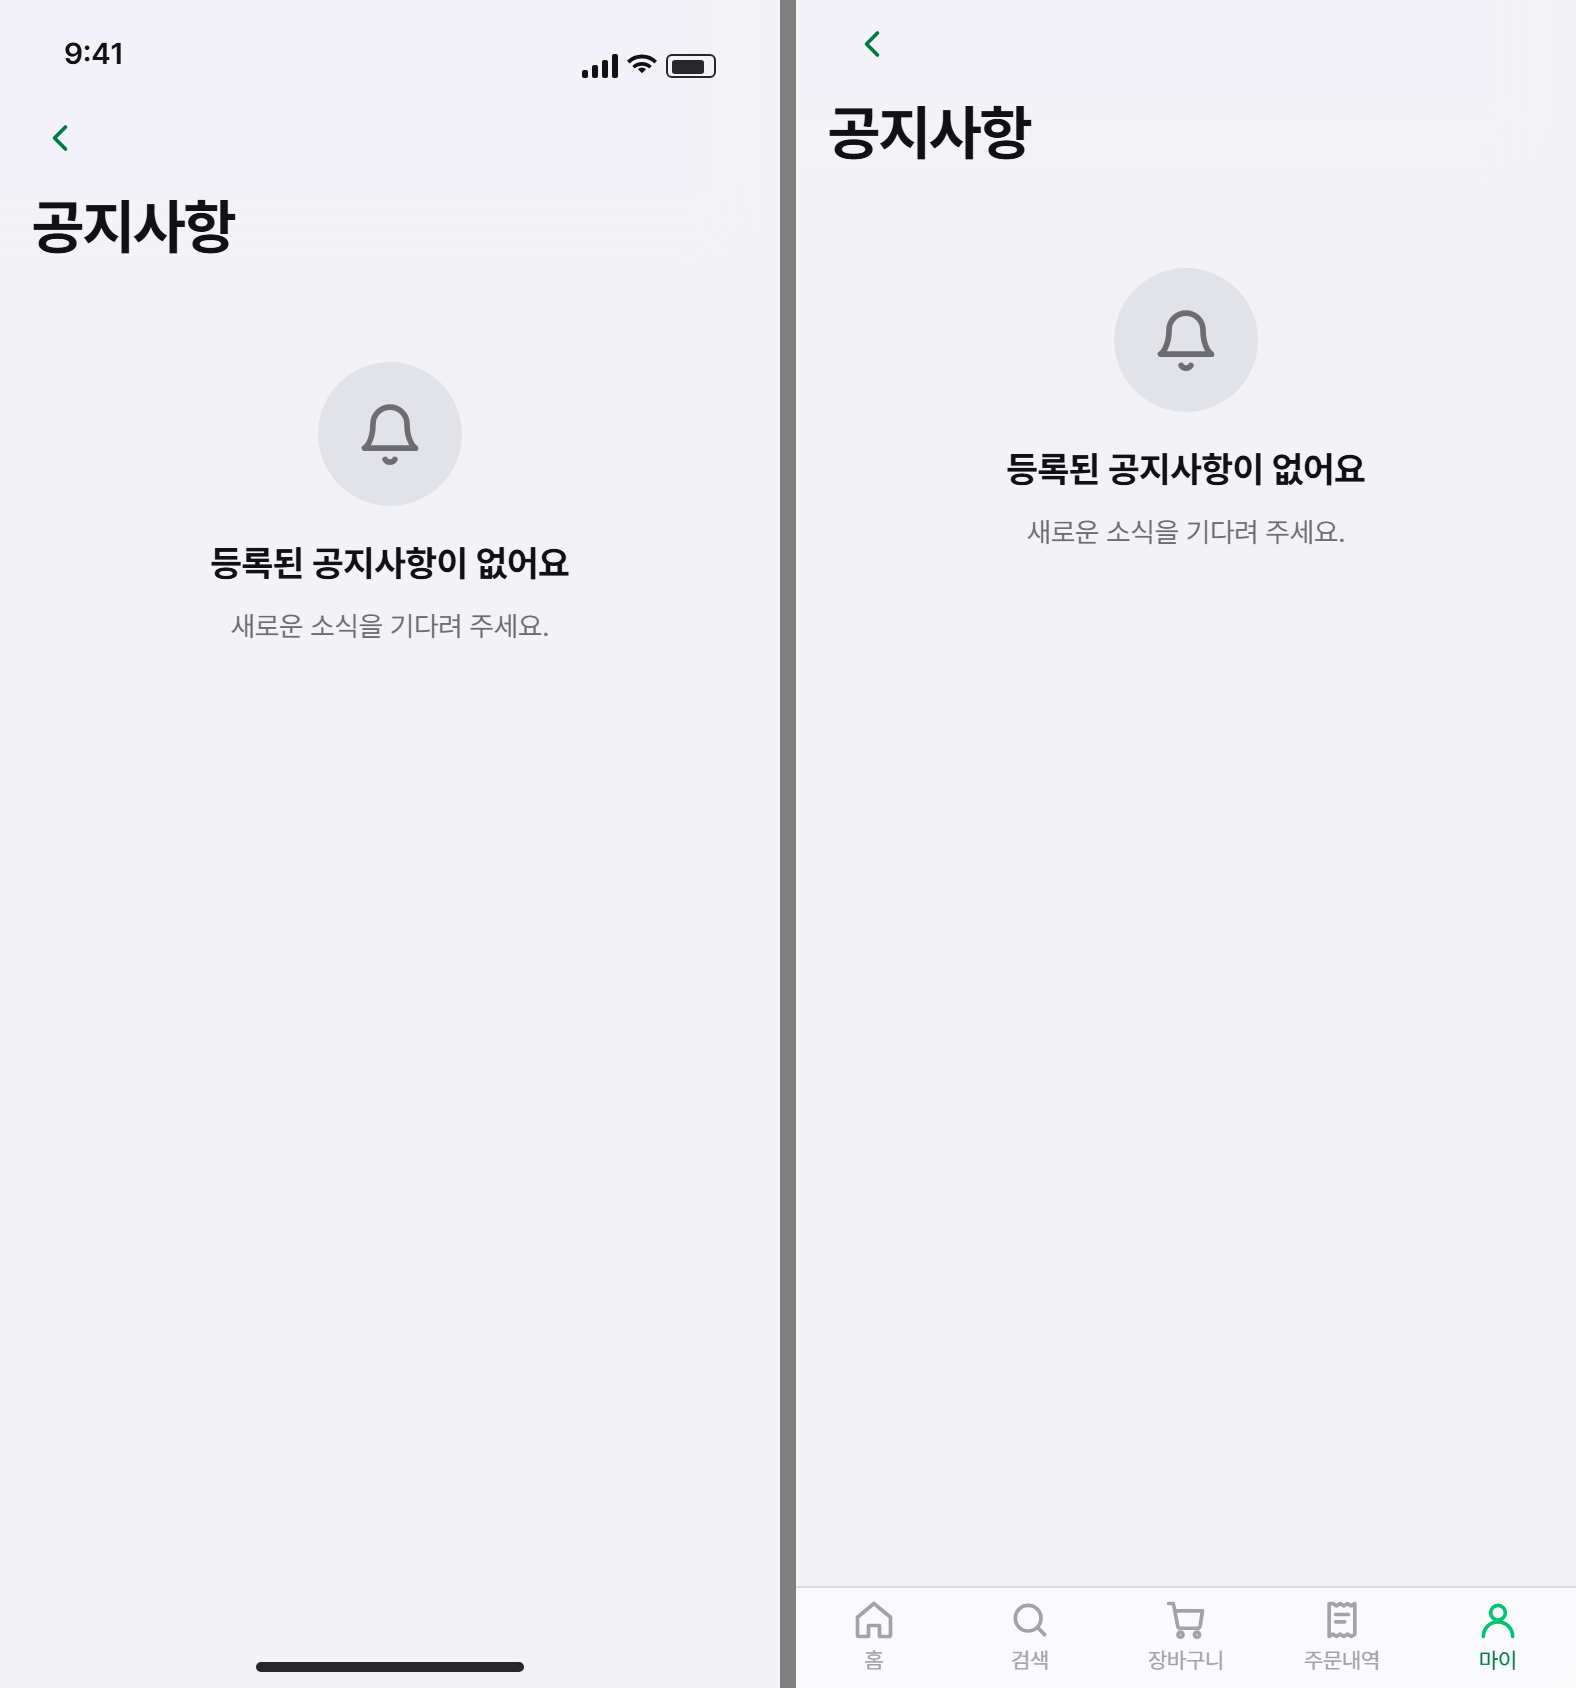 9:41
공지사항
등록된 공지사항이 없어요
새로운 소식을 기다려 주세요.
공지사항
등록된 공지사항이 없어요
새로운 소식을 기다려 주세요.
홈 검색 장바구니 주문내역 마이